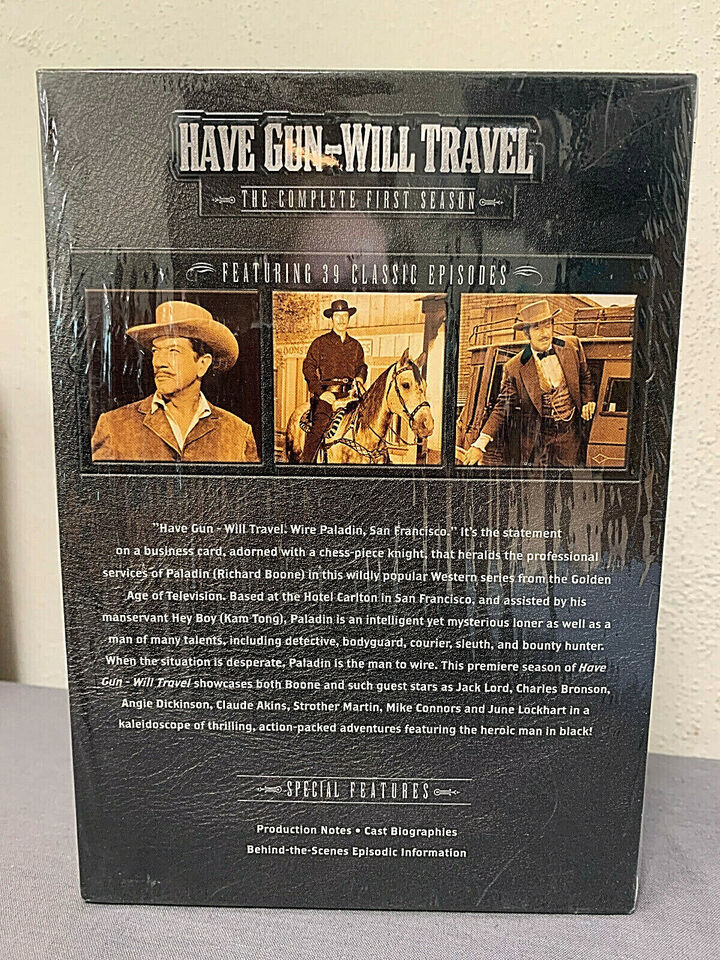 HAVE GUN-WILL TRAVEL™
THE COMPLETE FIRST SEASON
FEATURING 39 CLASSIC EPISODES
"Have Gun - Will Travel. Wire Paladin, San Francisco." It's the statement
on a business card, adorned with a chess-piece knight, that heralds the professional
services of Paladin (Richard Boone) in this wildly popular Western series from the Golden
Age of Television. Based at the Hotel Carlton in San Francisco, and assisted by his
manservant Hey Boy (Kam Tong), Paladin is an intelligent yet mysterious loner as well as a
man of many talents, including detective, bodyguard, courier, sleuth, and bounty hunter.
When the situation is desperate, Paladin is the man to wire. This premiere season of Have
Gun - Will Travel showcases both Boone and such guest stars as Jack Lord, Charles Bronson,
Angie Dickinson, Claude Akins, Strother Martin, Mike Connors and June Lockhart in a
kaleidoscope of thrilling, action-packed adventures featuring the heroic man in black!
SPECIAL FEATURES
Production Notes • Cast Biographies
Behind-the-Scenes Episodic Information